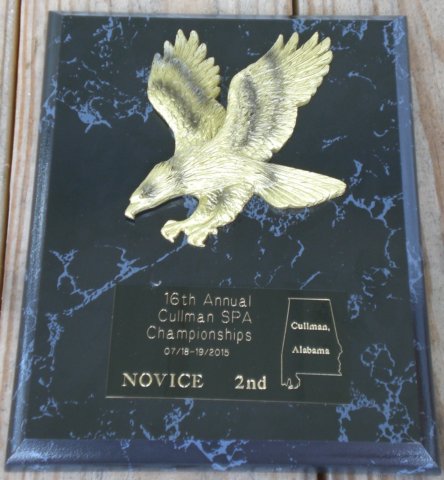 16th Annual
Cullman SPA
Championships
07/18-19/2015
NOVICE 2nd
Cullman,
Alabama